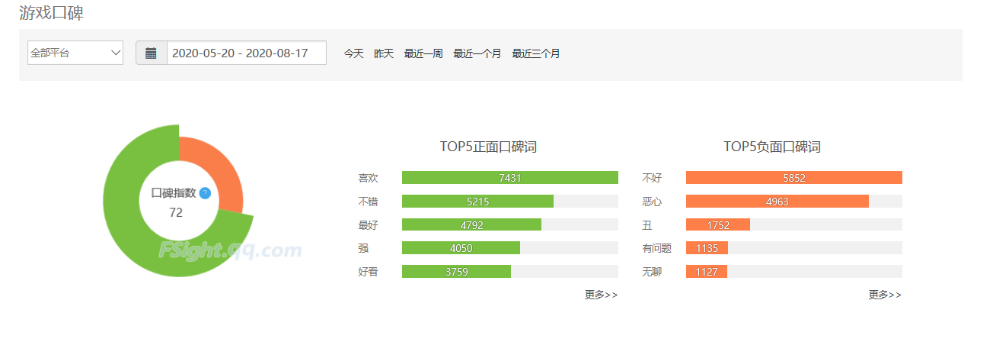 游戏口碑
全部平台 2020-05-20 - 2020-08-17 今天 昨天 最近一周 最近一个月 最近三个月
口碑指数 ?
72
FSight.qq.com
TOP5正面口碑词
喜欢 7431
不错 5215
最好 4792
强 4050
好看 3759
更多>>
TOP5负面口碑词
不好 5852
恶心 4963
丑 1752
有问题 1135
无聊 1127
更多>>